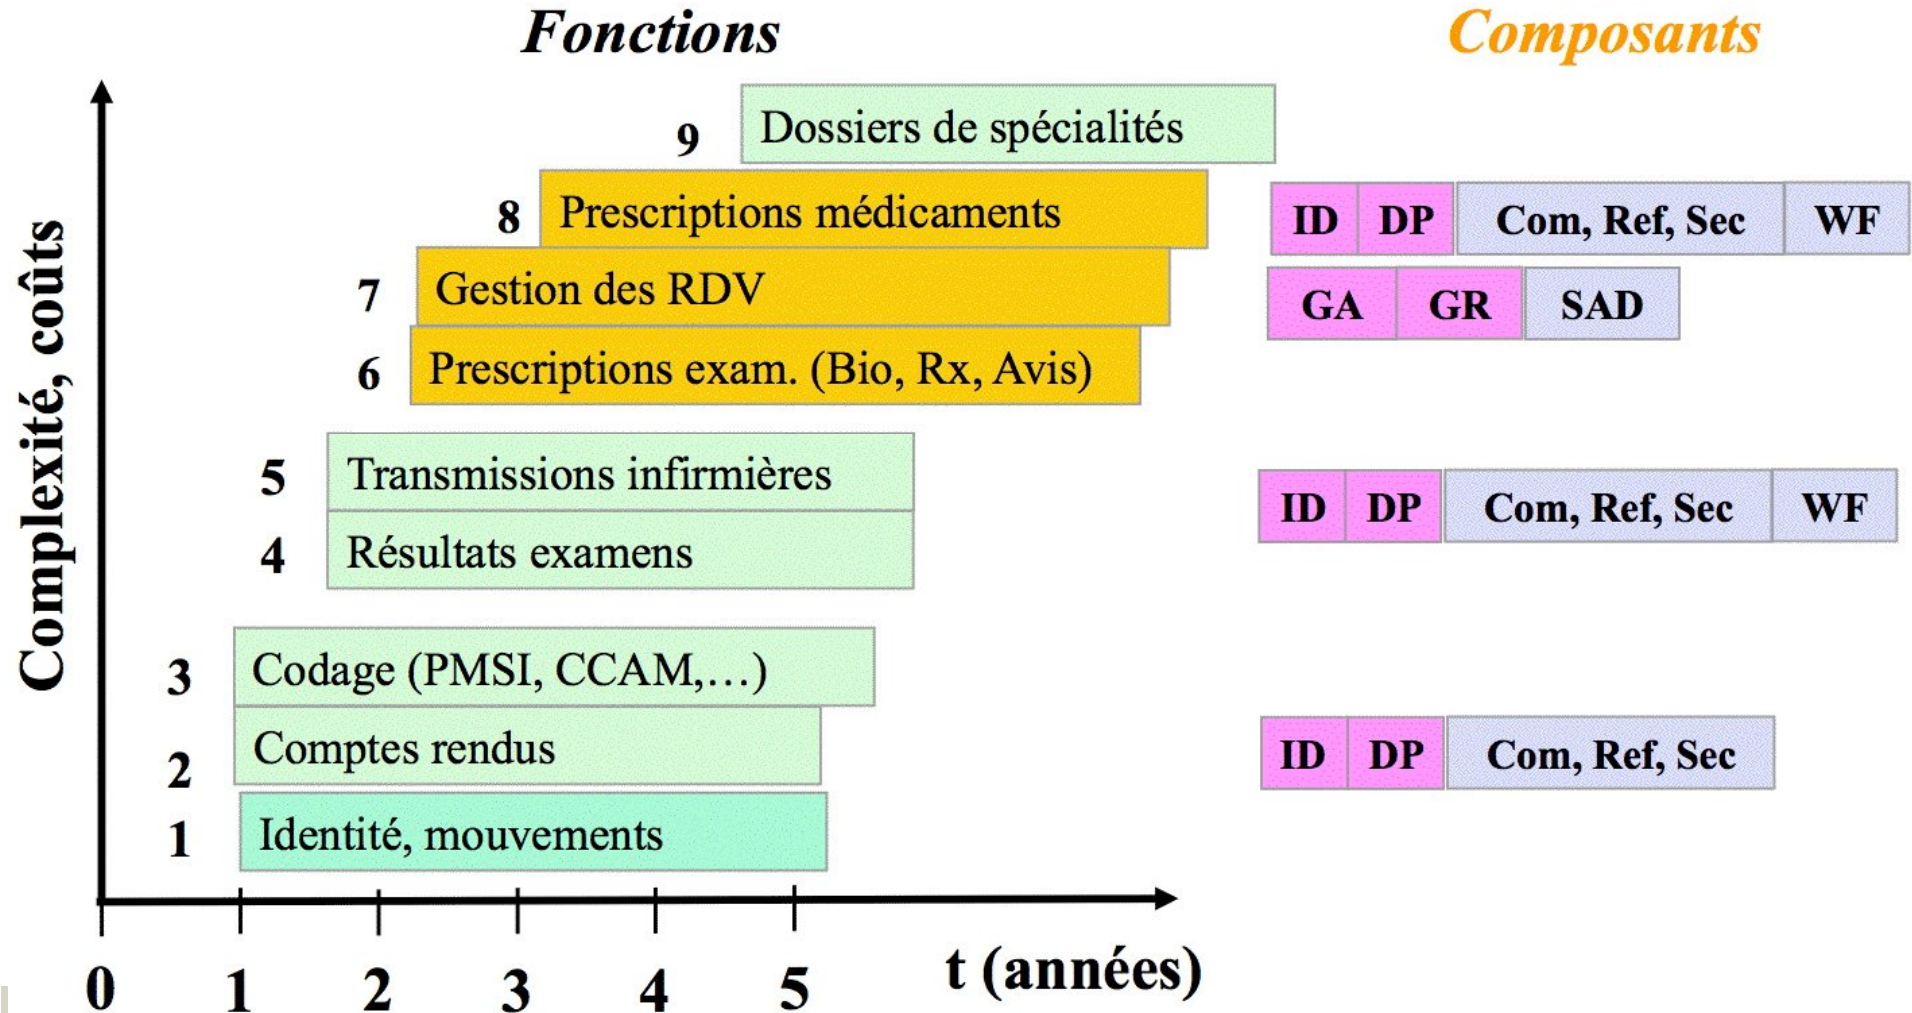 Fonctions
Composants
Complexité, coûts
9 Dossiers de spécialités
8 Prescriptions médicaments
ID DP Com, Ref, Sec WF
7 Gestion des RDV
GA GR SAD
6 Prescriptions exam. (Bio, Rx, Avis)
5 Transmissions infirmières
ID DP Com, Ref, Sec WF
4 Résultats examens
3 Codage (PMSI, CCAM,…)
2 Comptes rendus
ID DP Com, Ref, Sec
1 Identité, mouvements
0 1 2 3 4 5
t (années)